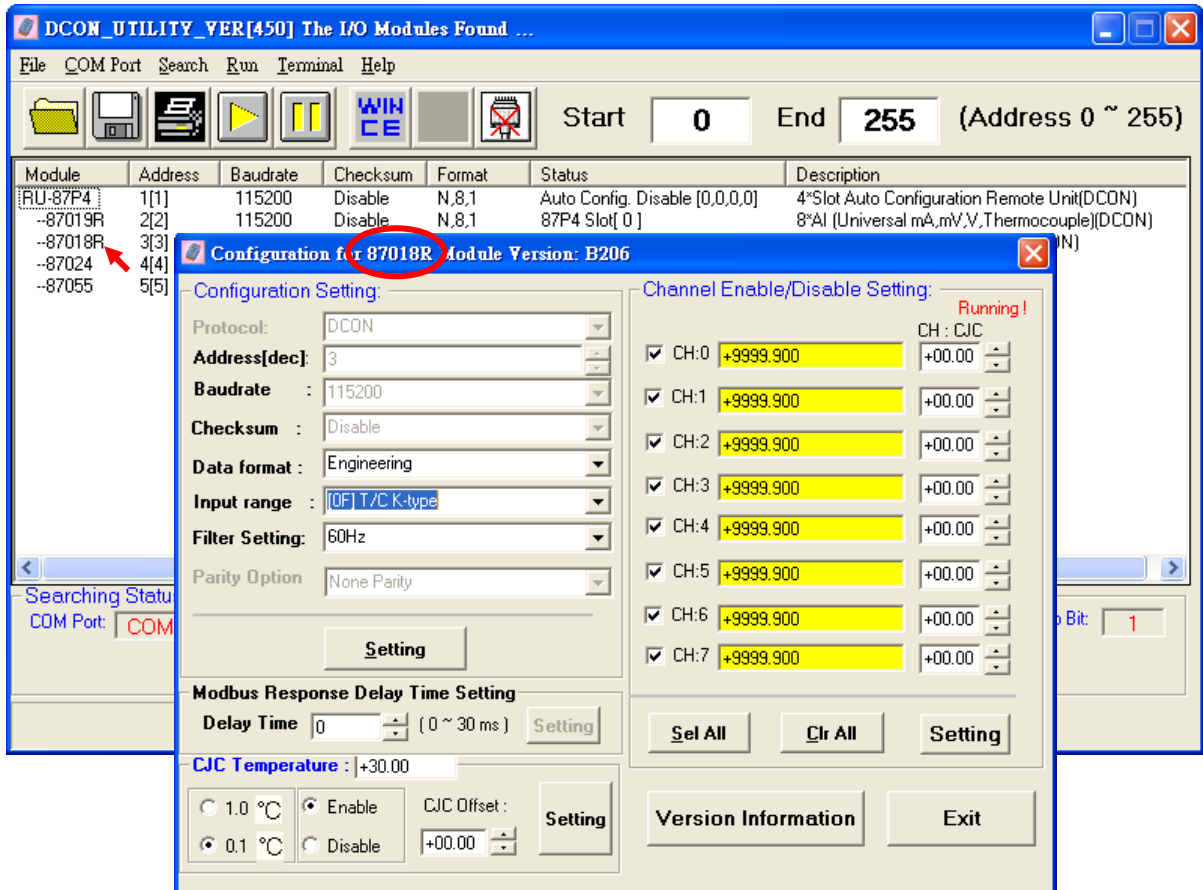 DCON_UTILITY_VER[450] The I/O Modules Found ...
File COM Port Search Run Terminal Help
WIN CE Start 0 End 255 (Address 0 ~ 255)
Module Address Baudrate Checksum Format Status Description
RU-87P4 1[1] 115200 Disable N,8,1 Auto Config. Disable [0,0,0,0] 4*Slot Auto Configuration Remote Unit(DCON)
--87019R 2[2] 115200 Disable N,8,1 87P4 Slot[ 0 ] 8*AI (Universal mA,mV,V,Thermocouple)(DCON)
--87018R 3[3]
--87024 4[4]
--87055 5[5]
Configuration for 87018R Module Version: B206
Configuration Setting:
Protocol: DCON
Address[dec]: 3
Baudrate : 115200
Checksum : Disable
Data format : Engineering
Input range : [0F] T/C K-type
Filter Setting: 60Hz
Parity Option None Parity
Setting
Modbus Response Delay Time Setting
Delay Time 0 ( 0 ~ 30 ms ) Setting
CJC Temperature : +30.00
1.0 °C Enable CJC Offset :
0.1 °C Disable +00.00 Setting
Channel Enable/Disable Setting:
Running !
CH : CJC
CH:0 +9999.900 +00.00
CH:1 +9999.900 +00.00
CH:2 +9999.900 +00.00
CH:3 +9999.900 +00.00
CH:4 +9999.900 +00.00
CH:5 +9999.900 +00.00
CH:6 +9999.900 +00.00
CH:7 +9999.900 +00.00
Sel All Clr All Setting
Version Information Exit
Searching Statu
COM Port: COM
Bit: 1